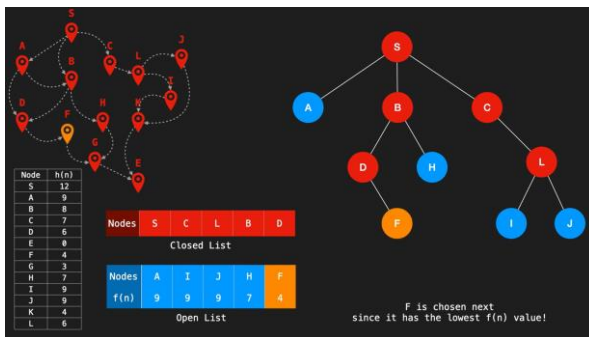 S
A
B
C
J
L
I
D
F
H
K
G
E
Node h(n)
S 12
A 9
B 8
C 7
D 6
E 0
F 4
G 3
H 7
I 9
J 9
K 4
L 6
Nodes S C L B D
Closed List
Nodes A I J H F
f(n) 9 9 9 7 4
Open List
S
A B C
D H L
F I J
F is chosen next
since it has the lowest f(n) value!